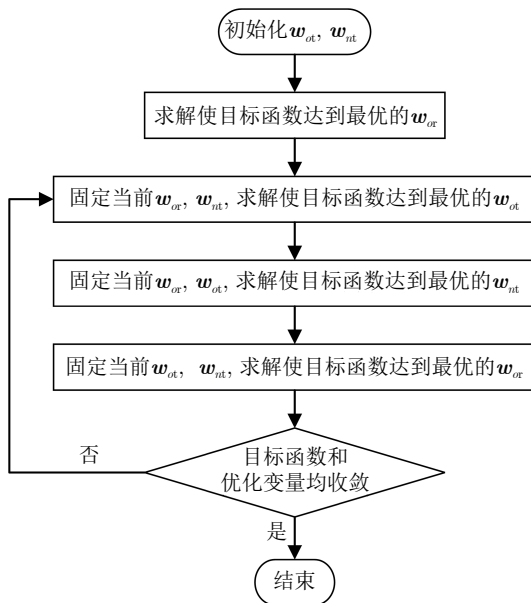 初始化w_ot, w_nt
求解使目标函数达到最优的w_or
固定当前w_or, w_nt, 求解使目标函数达到最优的w_ot
固定当前w_or, w_ot, 求解使目标函数达到最优的w_nt
固定当前w_ot, w_nt, 求解使目标函数达到最优的w_or
否
目标函数和
优化变量均收敛
是
结束